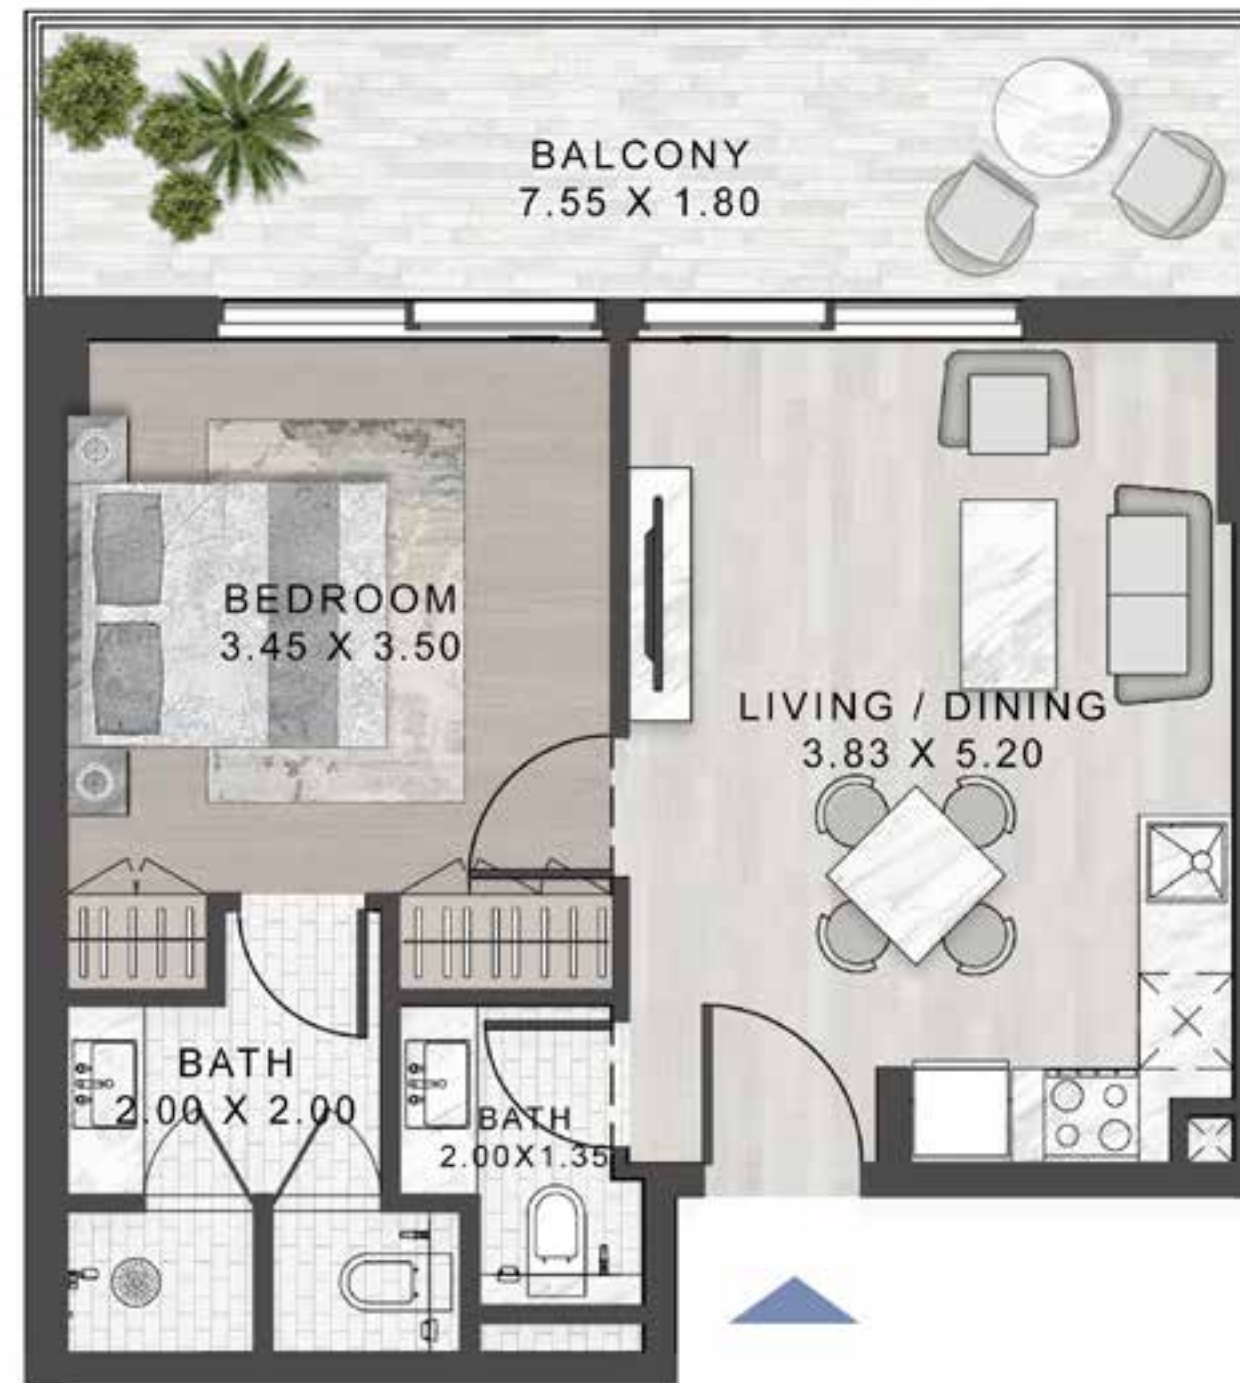 BALCONY
7.55 X 1.80
BEDROOM
3.45 X 3.50
LIVING / DINING
3.83 X 5.20
BATH
2.00 X 2.00
BATH
2.00X1.35